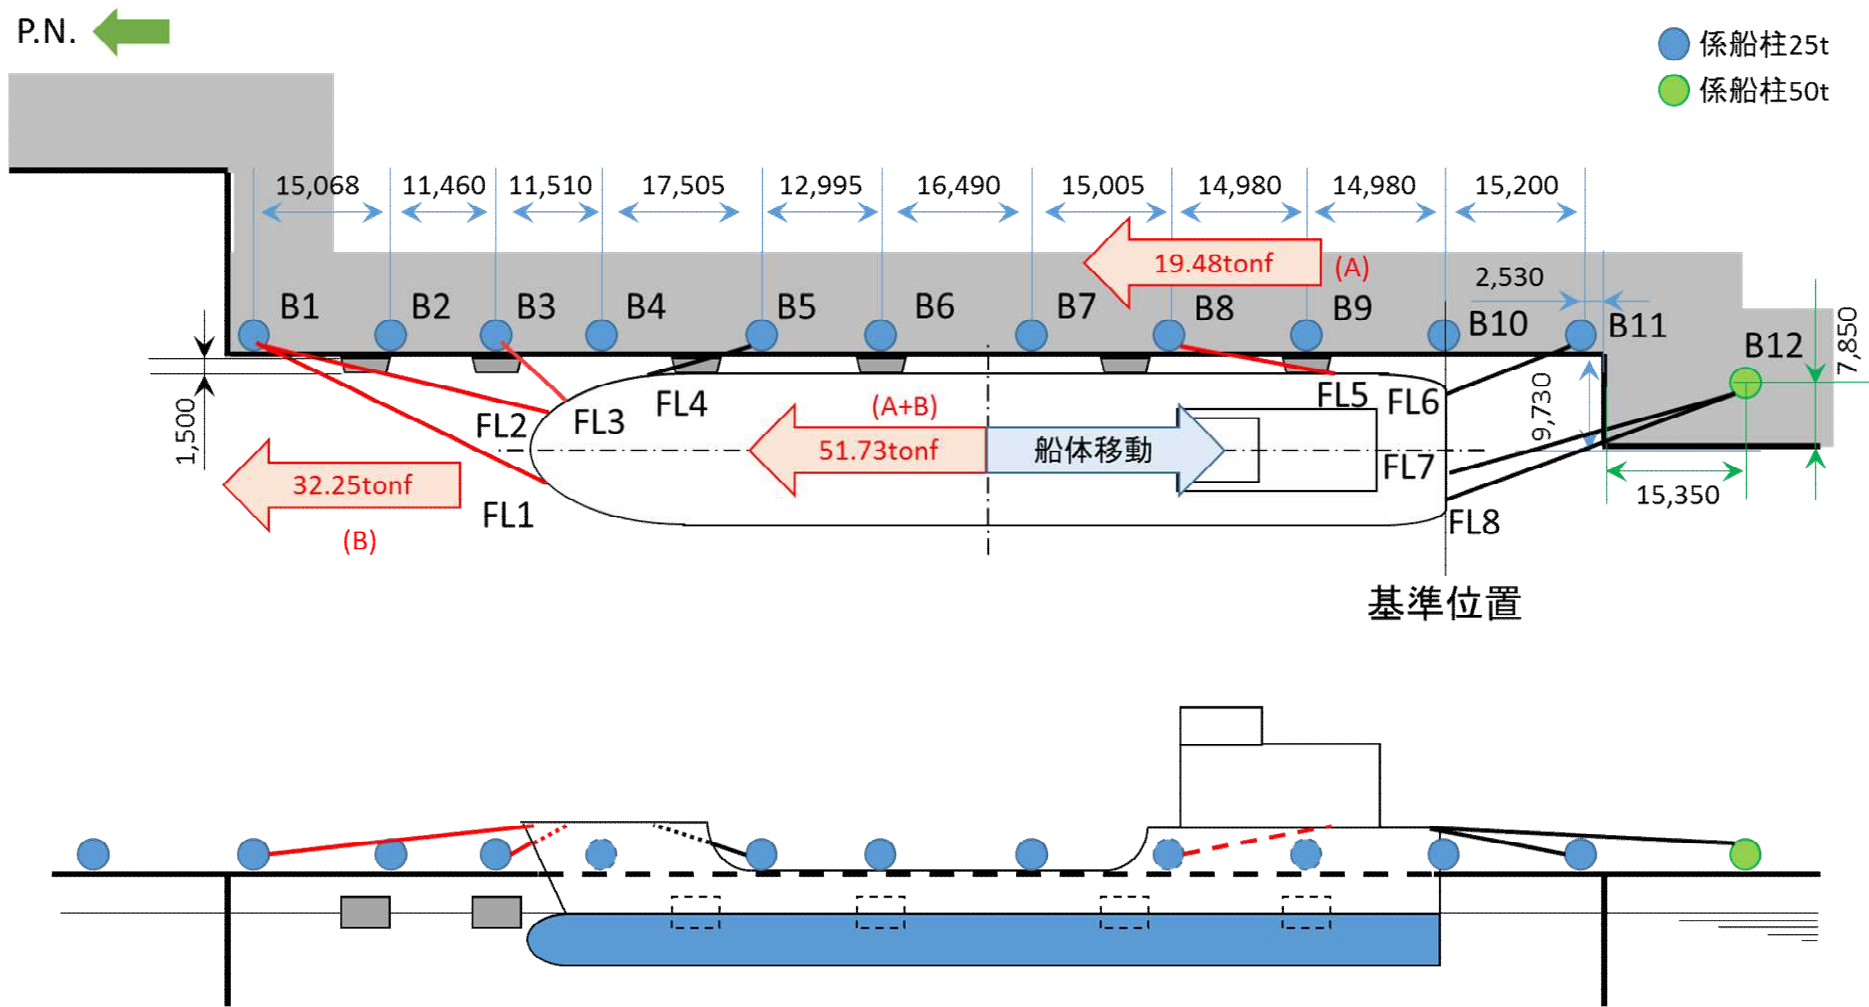 P.N.
係船柱25t
係船柱50t
15,068
11,460
11,510
17,505
12,995
16,490
15,005
14,980
14,980
15,200
19.48tonf
(A)
2,530
B1
B2
B3
B4
B5
B6
B7
B8
B9
B10
B11
B12
7,850
1,500
9,730
FL1
FL2
FL3
FL4
FL5
FL6
FL7
FL8
(A+B)
51.73tonf
船体移動
32.25tonf
(B)
15,350
基準位置